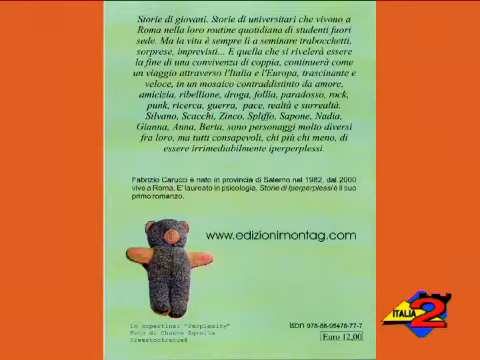 Storie di giovani. Storie di universitari che vivono a
Roma nella loro routine quotidiana di studenti fuori
sede. Ma la vita è sempre lì a seminare trabocchetti,
sorprese, imprevisti... E quella che si rivelerà essere
la fine di una convivenza di coppia, continuerà come
un viaggio attraverso l'Italia e l'Europa, trascinante e
veloce, in un mosaico contraddistinto da amore,
amicizia, ribellione, droga, follia, paradosso, rock,
punk, ricerca, guerra, pace, realtà e surrealtà.
Silvano, Scacchi, Zinco, Spliffo, Sapone, Nadia,
Gianna, Anna, Berta, sono personaggi molto diversi
fra loro, ma tutti consapevoli, chi più chi meno, di
essere irrimediabilmente iperperplessi.
Fabrizio Carucci è nato in provincia di Salerno nel 1982, dal 2000
vive a Roma. E' laureato in psicologia. Storie di Iperperplessi è il suo
primo romanzo.
www.edizionimontag.com
in copertina: "Perplexity"
Foto di
isbn 978-88-95478-77-7
Euro 12,00
ITALIA 2